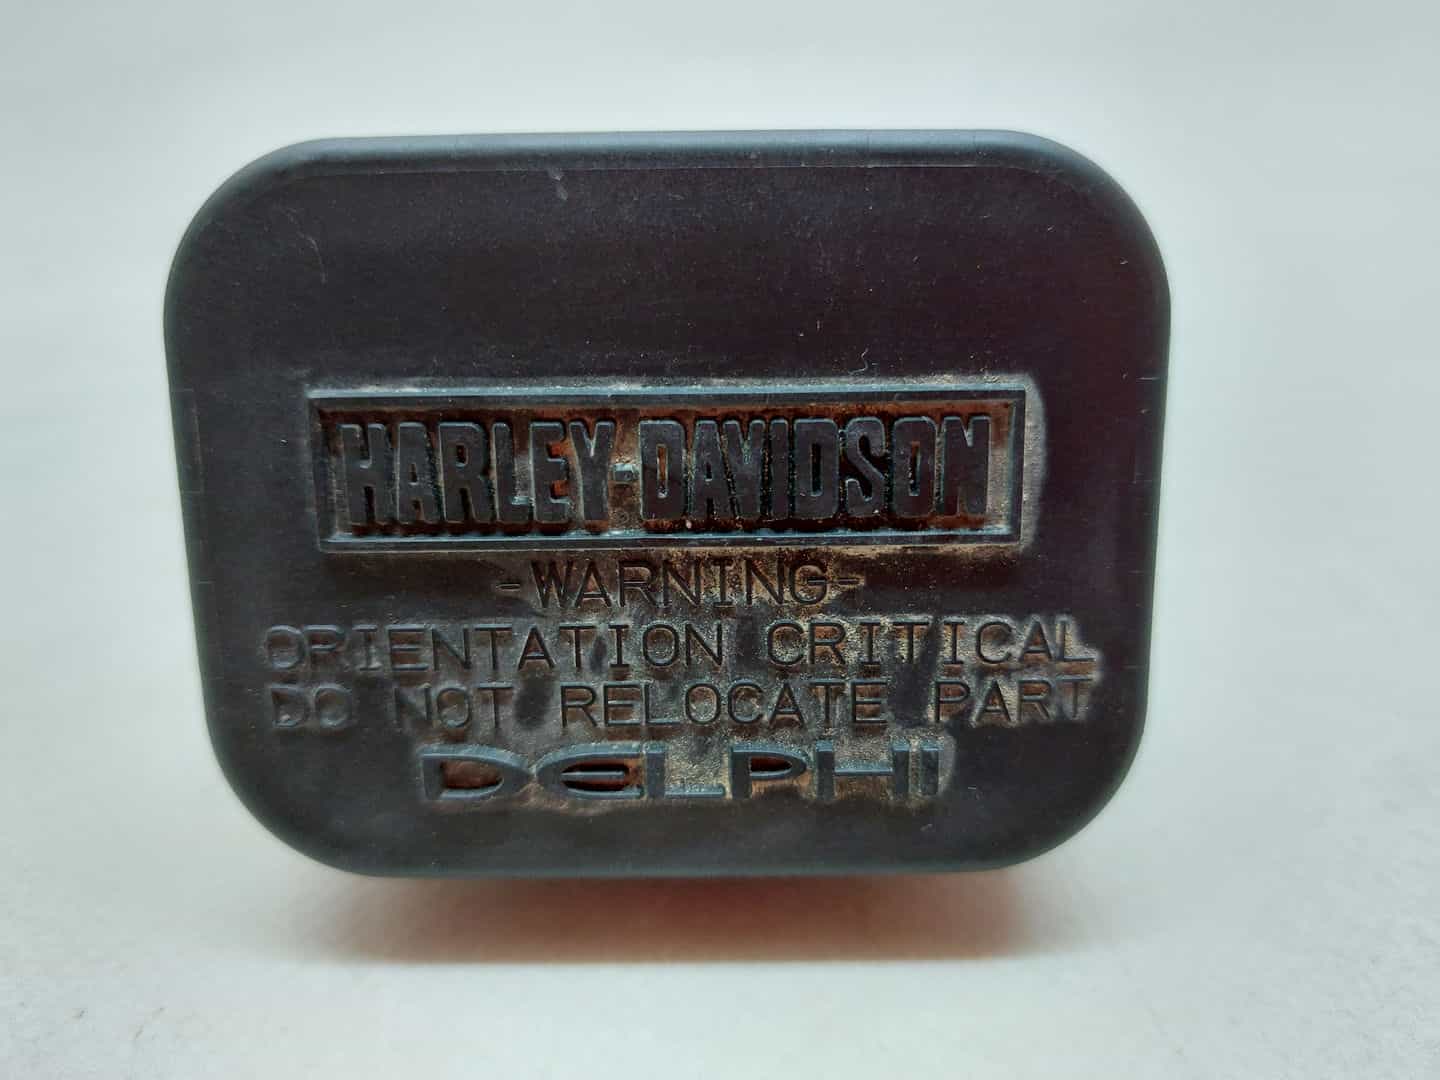 HARLEY-DAVIDSON
-WARNING-
ORIENTATION CRITICAL
DO NOT RELOCATE PART
DELPHI